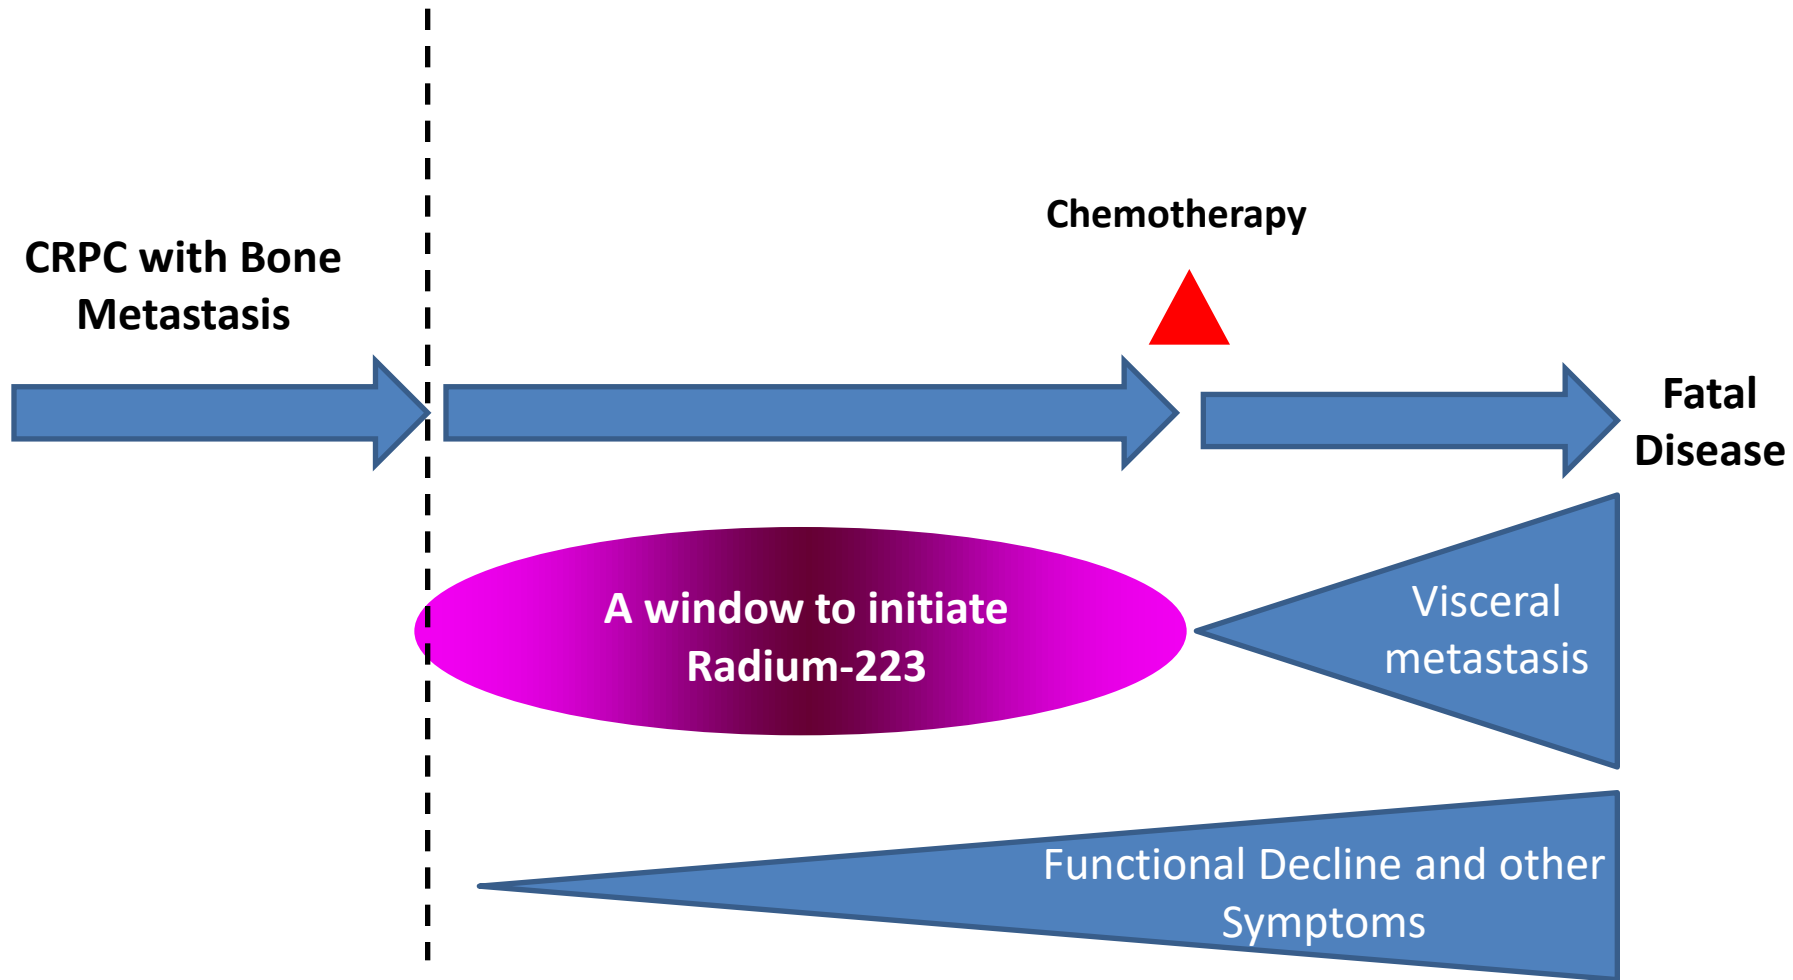 Chemotherapy
CRPC with Bone
Metastasis
Fatal
Disease
A window to initiate
Radium-223
Visceral
metastasis
Functional Decline and other
Symptoms